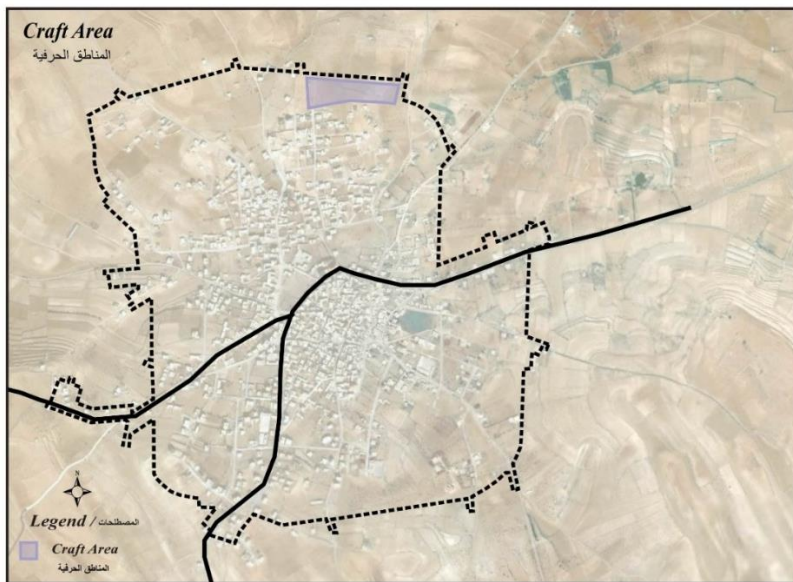 Craft Area
المناطق الحرفية
N
Legend / المصطلحات
Craft Area
المناطق الحرفية